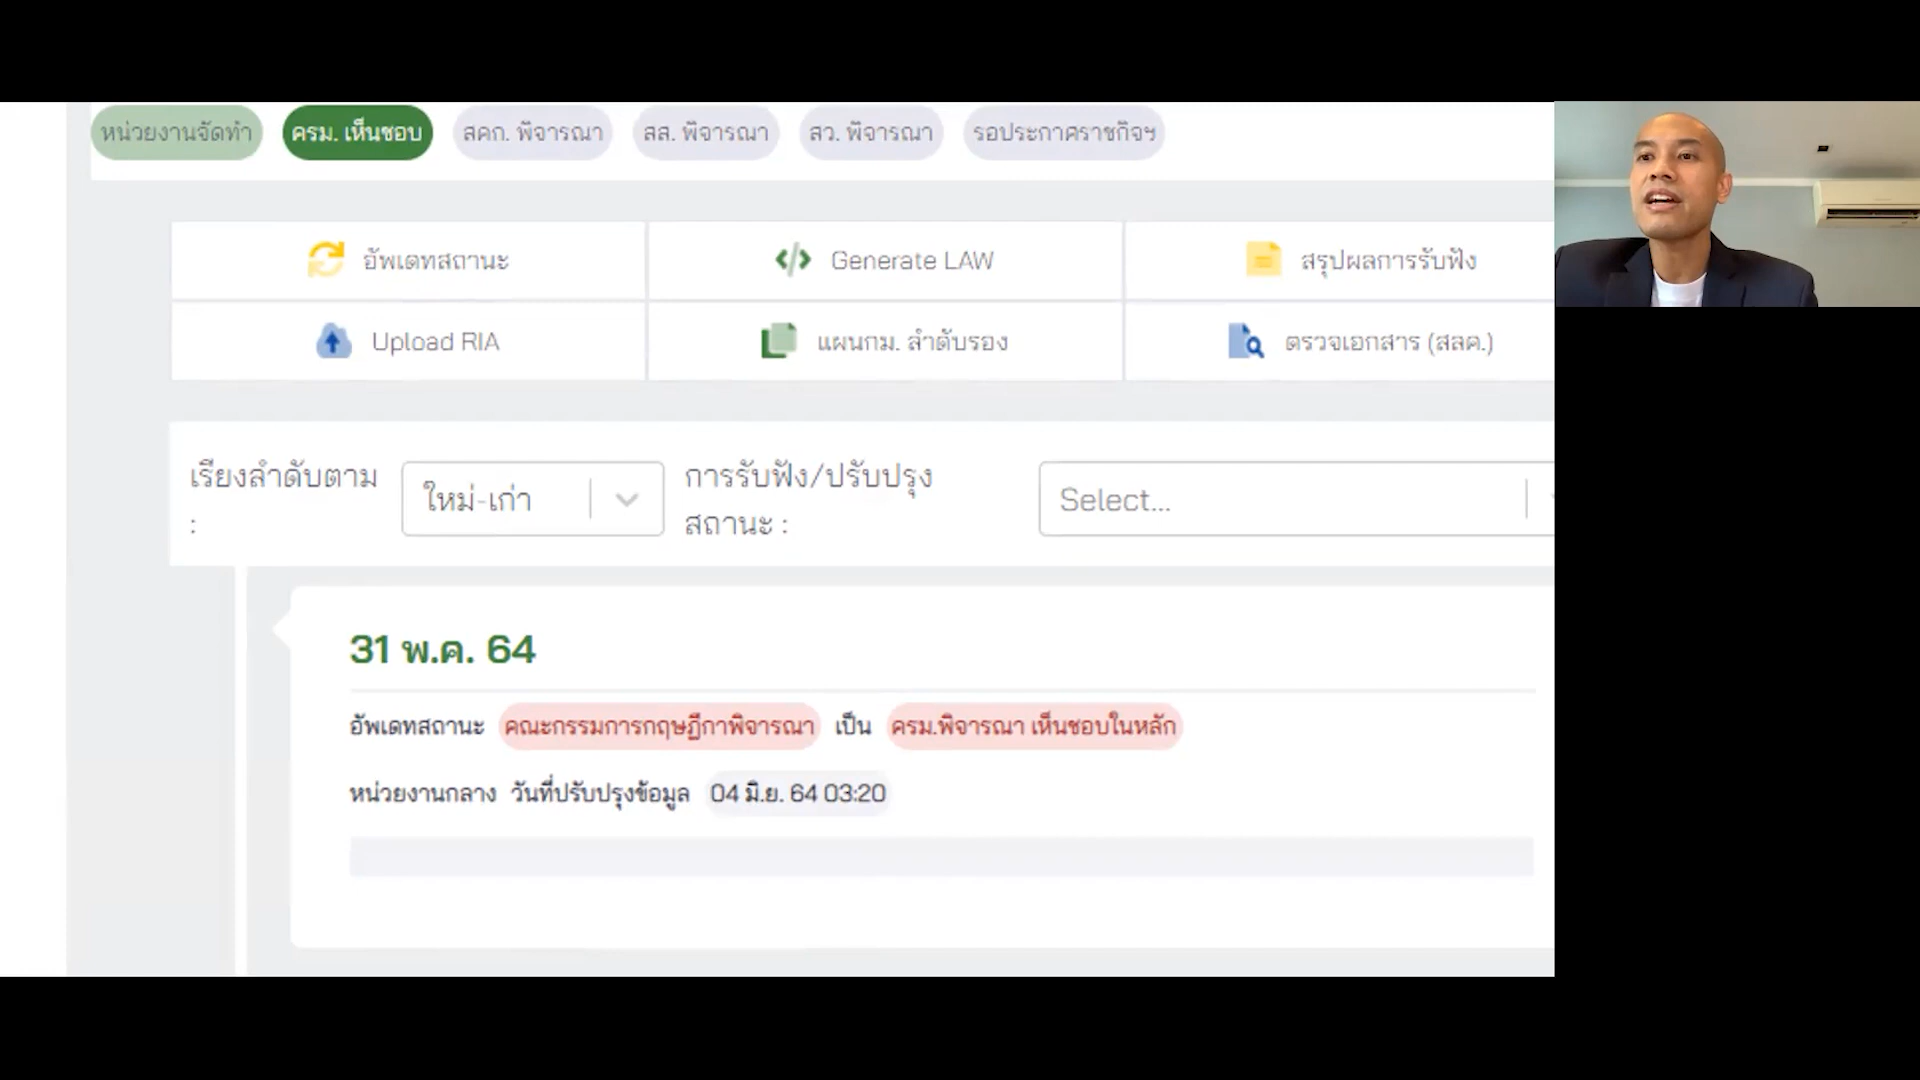 หน่วยงานจัดทำ ครม. เห็นชอบ สคก. พิจารณา สส. พิจารณา สว. พิจารณา รอประกาศราชกิจฯ
อัพเดทสถานะ Generate LAW สรุปผลการรับฟัง
Upload RIA แผนกม. ลำดับรอง ตรวจเอกสาร (สลค.)
เรียงลำดับตาม : ใหม่-เก่า การรับฟัง/ปรับปรุง
สถานะ : Select...
31 พ.ค. 64
อัพเดทสถานะ คณะกรรมการกฤษฎีกาพิจารณา เป็น ครม.พิจารณา เห็นชอบในหลัก
หน่วยงานกลาง วันที่ปรับปรุงข้อมูล 04 มิ.ย. 64 03:20